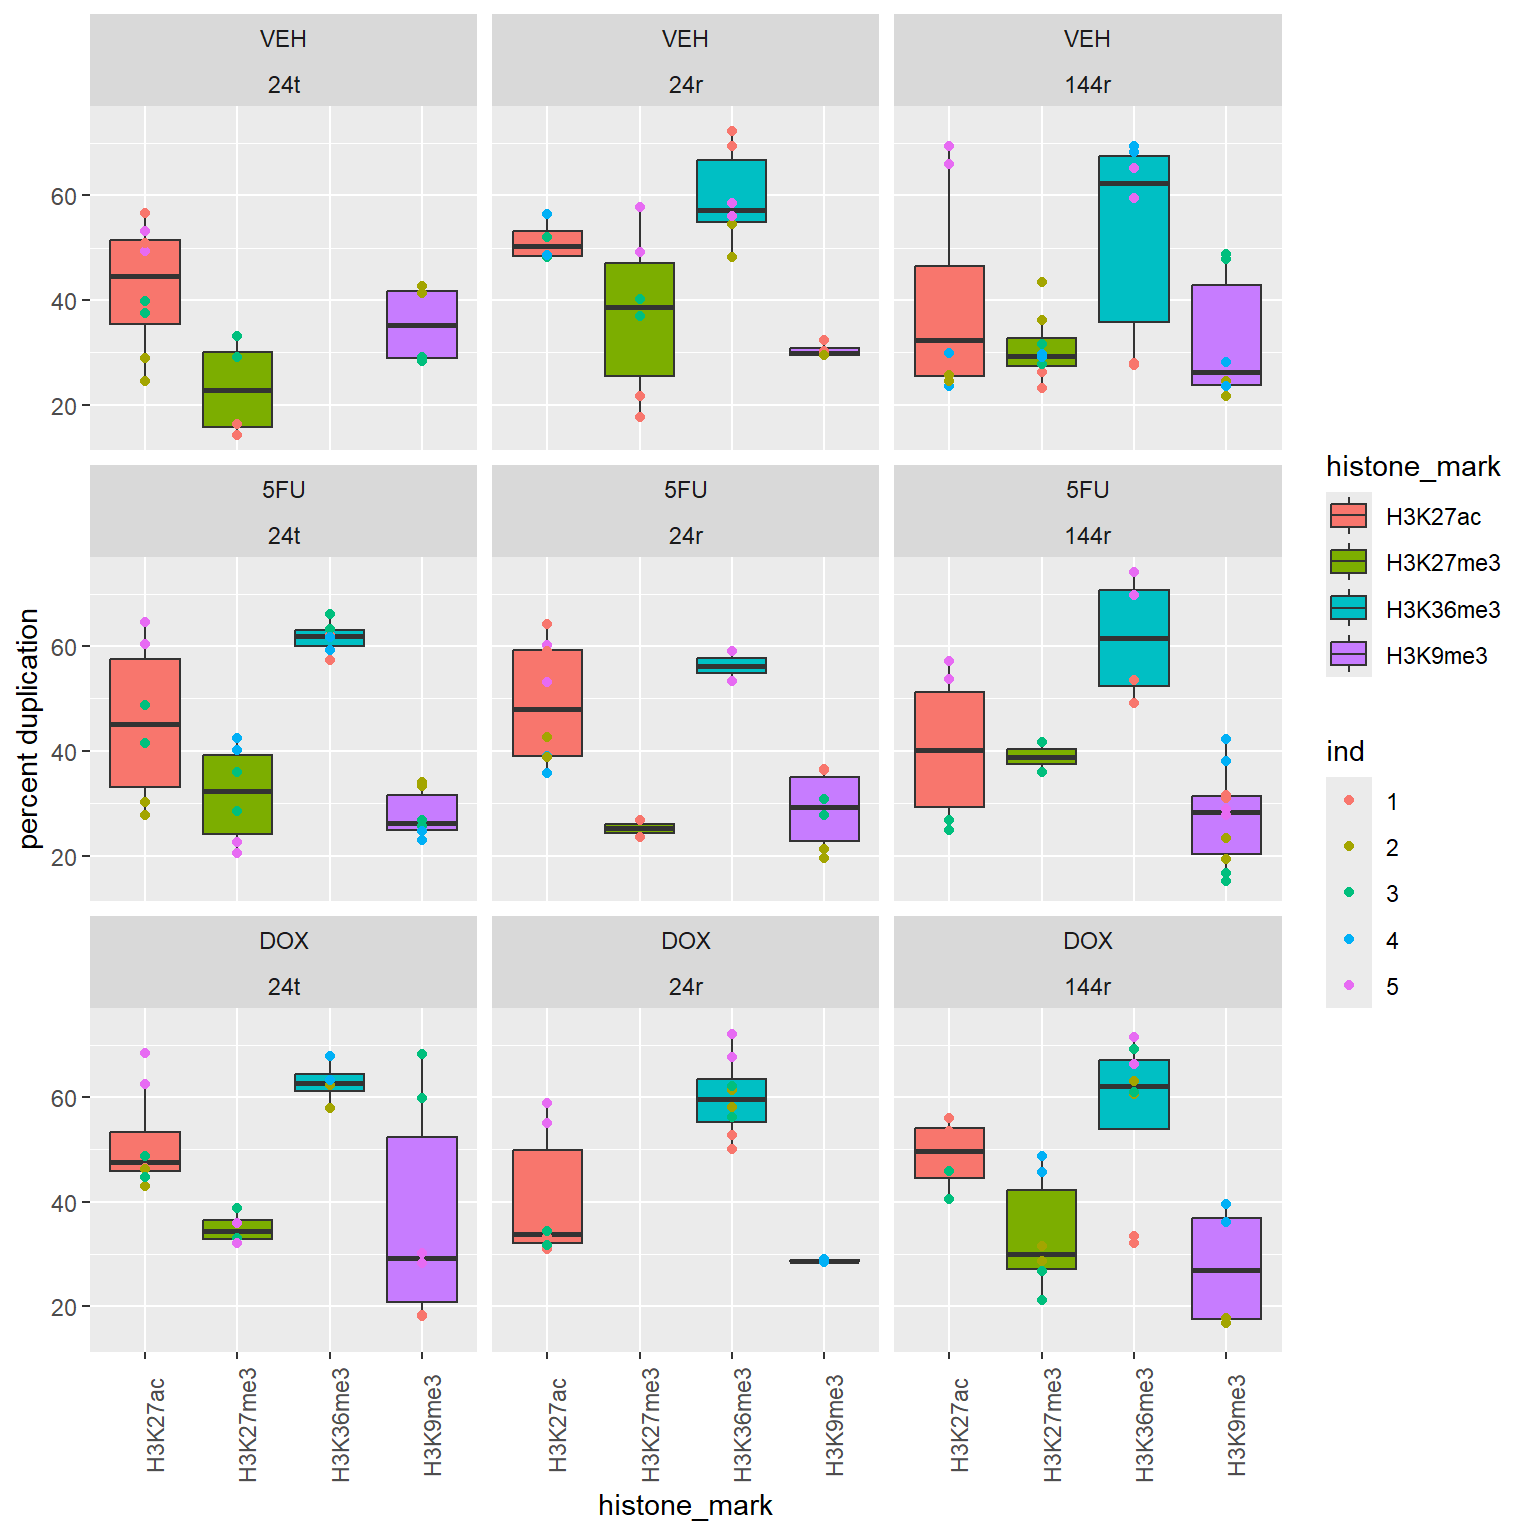 VEH
24t
VEH
24r
VEH
144r
60
40
20
5FU
24t
5FU
24r
5FU
144r
60
40
20
DOX
24t
DOX
24r
DOX
144r
60
40
20
percent duplication
H3K27ac
H3K27me3
H3K36me3
H3K9me3
H3K27ac
H3K27me3
H3K36me3
H3K9me3
H3K27ac
H3K27me3
H3K36me3
H3K9me3
histone_mark
histone_mark
H3K27ac
H3K27me3
H3K36me3
H3K9me3
ind
1
2
3
4
5